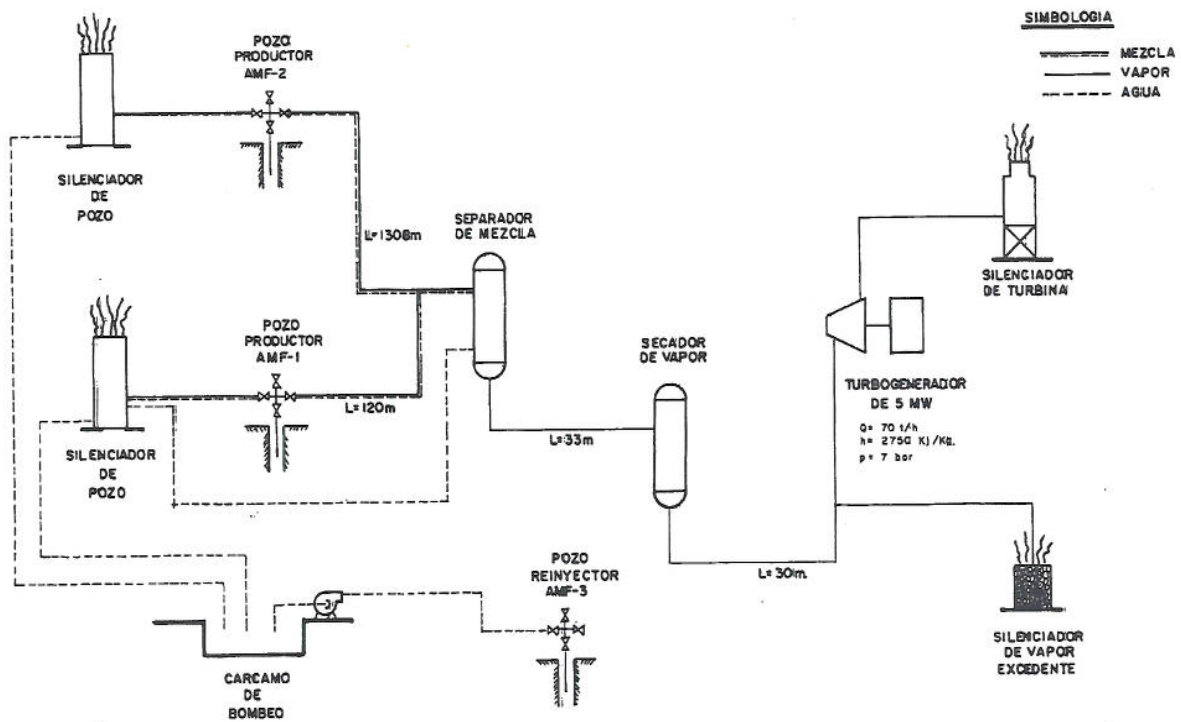 SIMBOLOGIA
MEZCLA
VAPOR
AGUA
POZO
PRODUCTOR
AMF-2
SILENCIADOR
DE
POZO
L=1308m
SEPARADOR
DE MEZCLA
SILENCIADOR
DE TURBINA
POZO
PRODUCTOR
AMF-1
L=120m
SILENCIADOR
DE
POZO
SECADOR
DE VAPOR
L=33m
TURBOGENERADOR
DE 5 MW
Q= 70 t/h
h= 2750 KJ/Kg.
p= 7 bar
L=301m.
POZO
REINYECTOR
AMF-3
CARCAMO
DE
BOMBEO
SILENCIADOR
DE VAPOR
EXCEDENTE